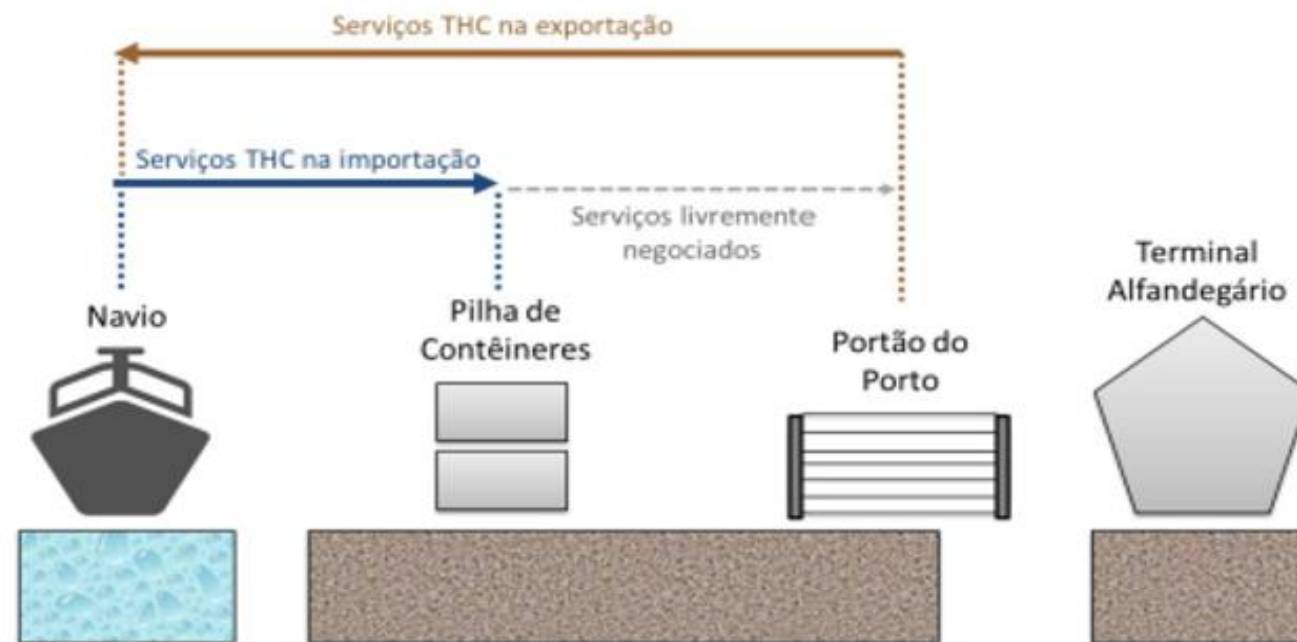 Serviços THC na exportação
Serviços THC na importação
Serviços livremente
negociados
Navio
Pilha de
Contêineres
Portão do
Porto
Terminal
Alfandegário